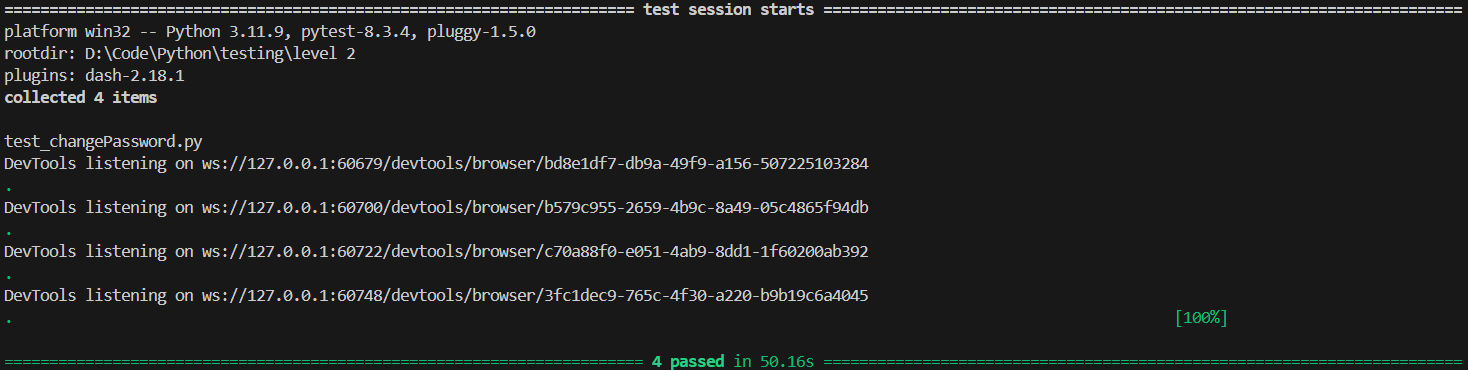 ======================================================================= test session starts ========================================================================
platform win32 -- Python 3.11.9, pytest-8.3.4, pluggy-1.5.0
rootdir: D:\Code\Python\testing\level 2
plugins: dash-2.18.1
collected 4 items
test_changePassword.py
DevTools listening on ws://127.0.0.1:60679/devtools/browser/bd8e1df7-db9a-49f9-a156-507225103284
.
DevTools listening on ws://127.0.0.1:60700/devtools/browser/b579c955-2659-4b9c-8a49-05c4865f94db
.
DevTools listening on ws://127.0.0.1:60722/devtools/browser/c70a88f0-e051-4ab9-8dd1-1f60200ab392
.
DevTools listening on ws://127.0.0.1:60748/devtools/browser/3fc1dec9-765c-4f30-a220-b9b19c6a4045
. [100%]
======================================================================== 4 passed in 50.16s ========================================================================